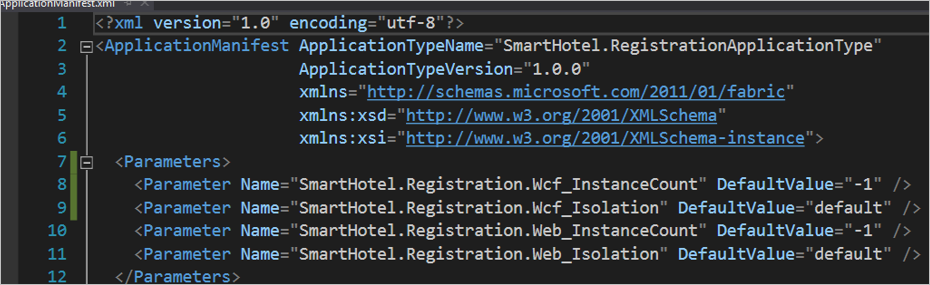 ApplicationManifest.xml
1 <?xml version="1.0" encoding="utf-8"?>
2 <ApplicationManifest ApplicationTypeName="SmartHotel.RegistrationApplicationType"
3 ApplicationTypeVersion="1.0.0"
4 xmlns="http://schemas.microsoft.com/2011/01/fabric"
5 xmlns:xsd="http://www.w3.org/2001/XMLSchema"
6 xmlns:xsi="http://www.w3.org/2001/XMLSchema-instance">
7 <Parameters>
8 <Parameter Name="SmartHotel.Registration.Wcf_InstanceCount" DefaultValue="-1" />
9 <Parameter Name="SmartHotel.Registration.Wcf_Isolation" DefaultValue="default" />
10 <Parameter Name="SmartHotel.Registration.Web_InstanceCount" DefaultValue="-1" />
11 <Parameter Name="SmartHotel.Registration.Web_Isolation" DefaultValue="default" />
12 </Parameters>